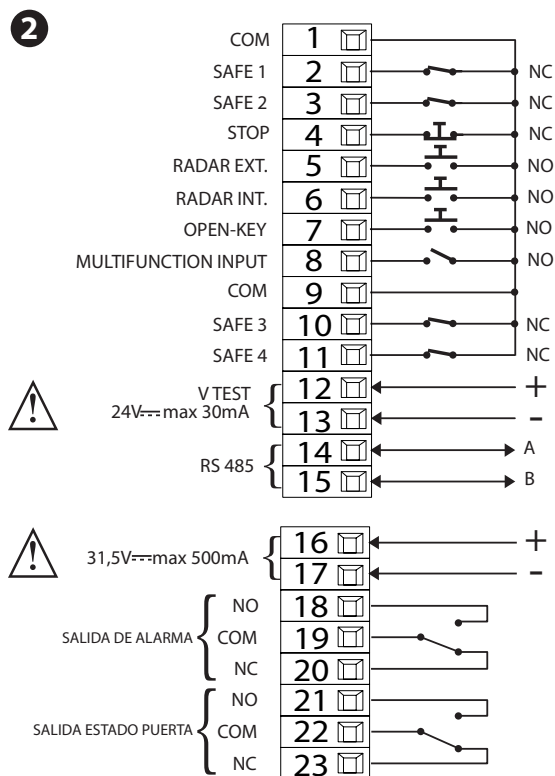 2
COM 1
SAFE 1 2 NC
SAFE 2 3 NC
STOP 4 NC
RADAR EXT. 5 NO
RADAR INT. 6 NO
OPEN-KEY 7 NO
MULTIFUNCTION INPUT 8 NO
COM 9
SAFE 3 10 NC
SAFE 4 11 NC
V TEST 12 +
24V⎓max 30mA 13 -
RS 485 14 A
15 B
16 +
31,5V⎓max 500mA 17 -
NO 18
SALIDA DE ALARMA COM 19
NC 20
NO 21
SALIDA ESTADO PUERTA COM 22
NC 23